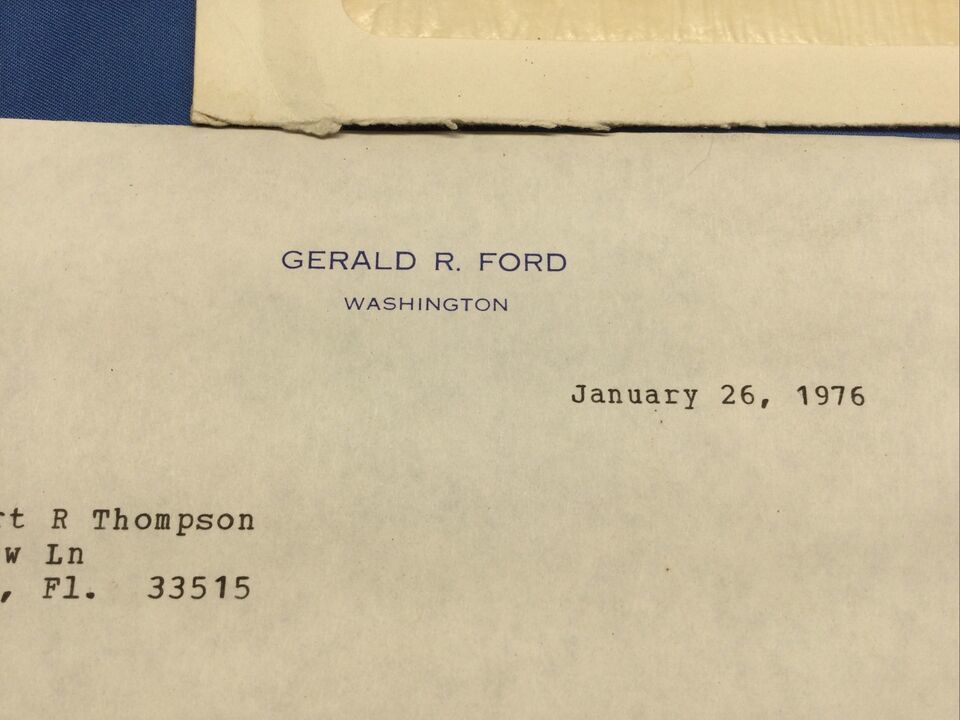 GERALD R. FORD
WASHINGTON
January 26, 1976
R Thompson
Ln
, Fl. 33515